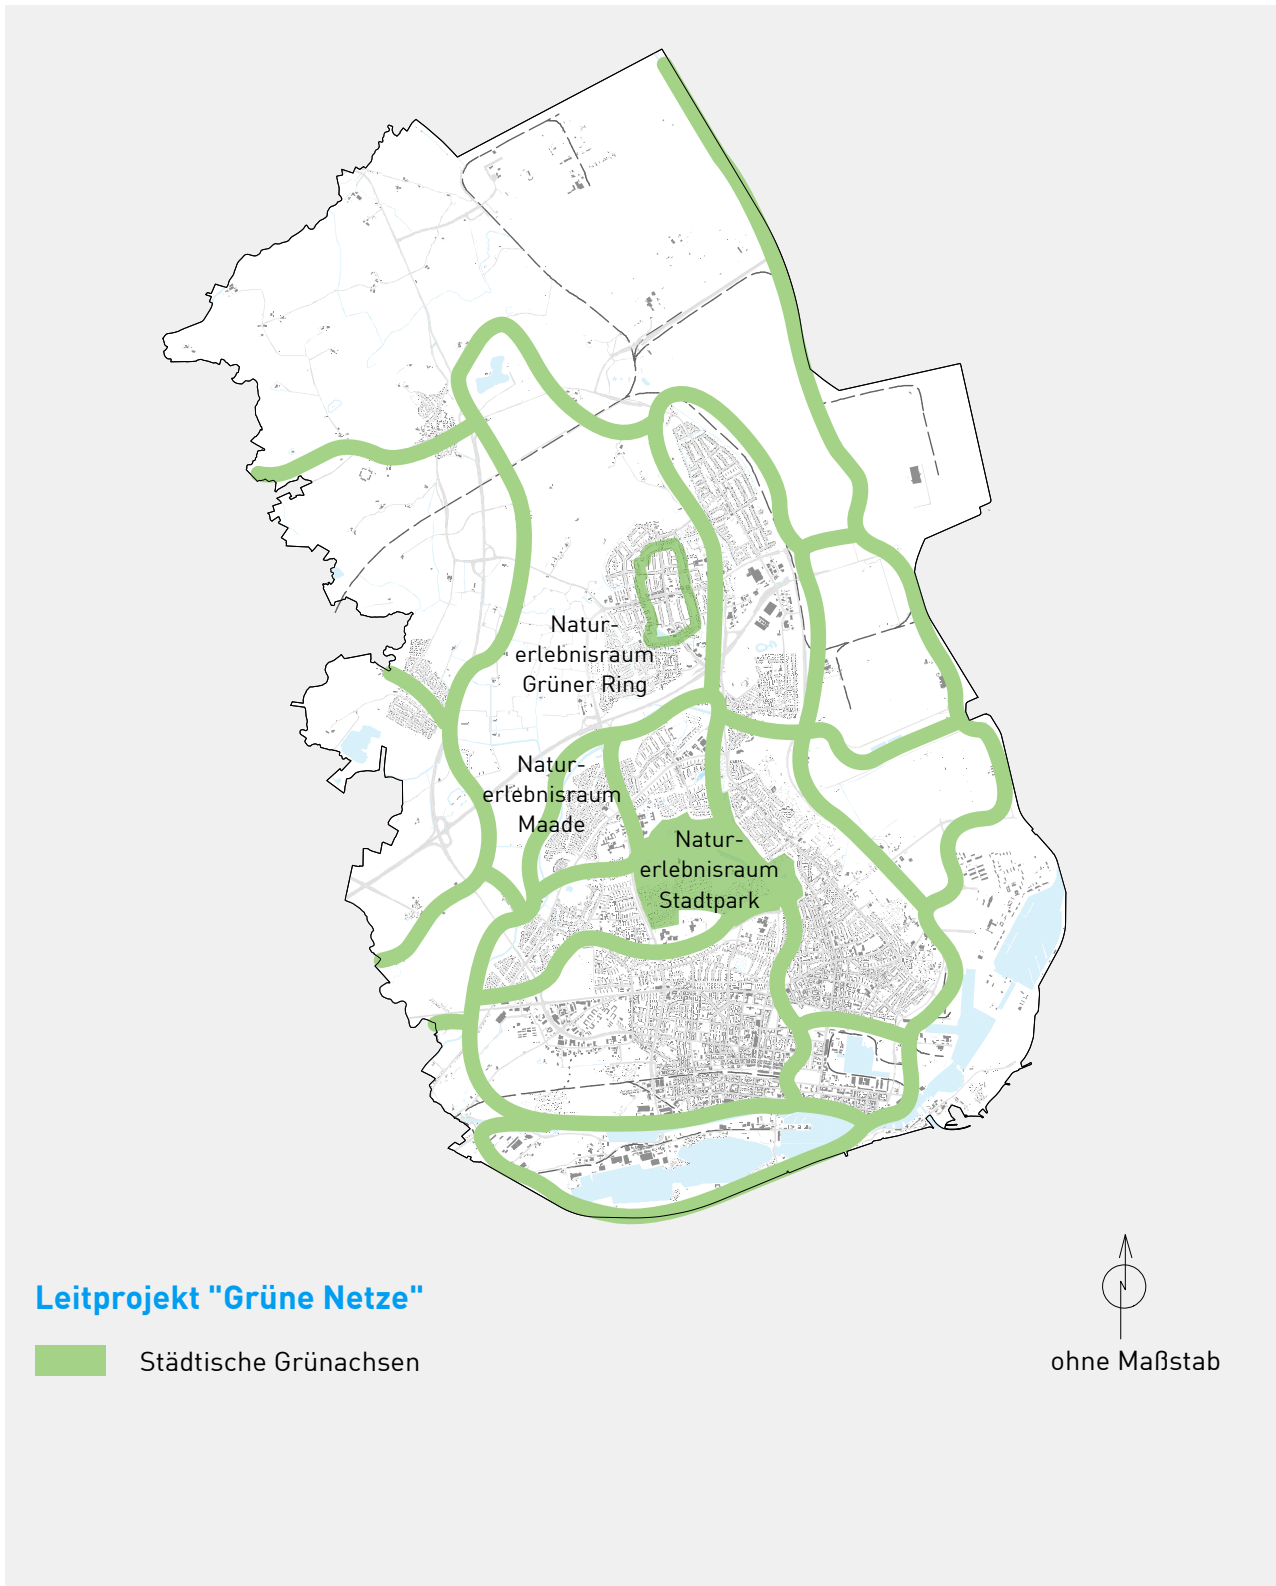 Natur-
erlebnisraum
Grüner Ring
Natur-
erlebnisraum
Maade
Natur-
erlebnisraum
Stadtpark
Leitprojekt "Grüne Netze"
Städtische Grünachsen
N
ohne Maßstab